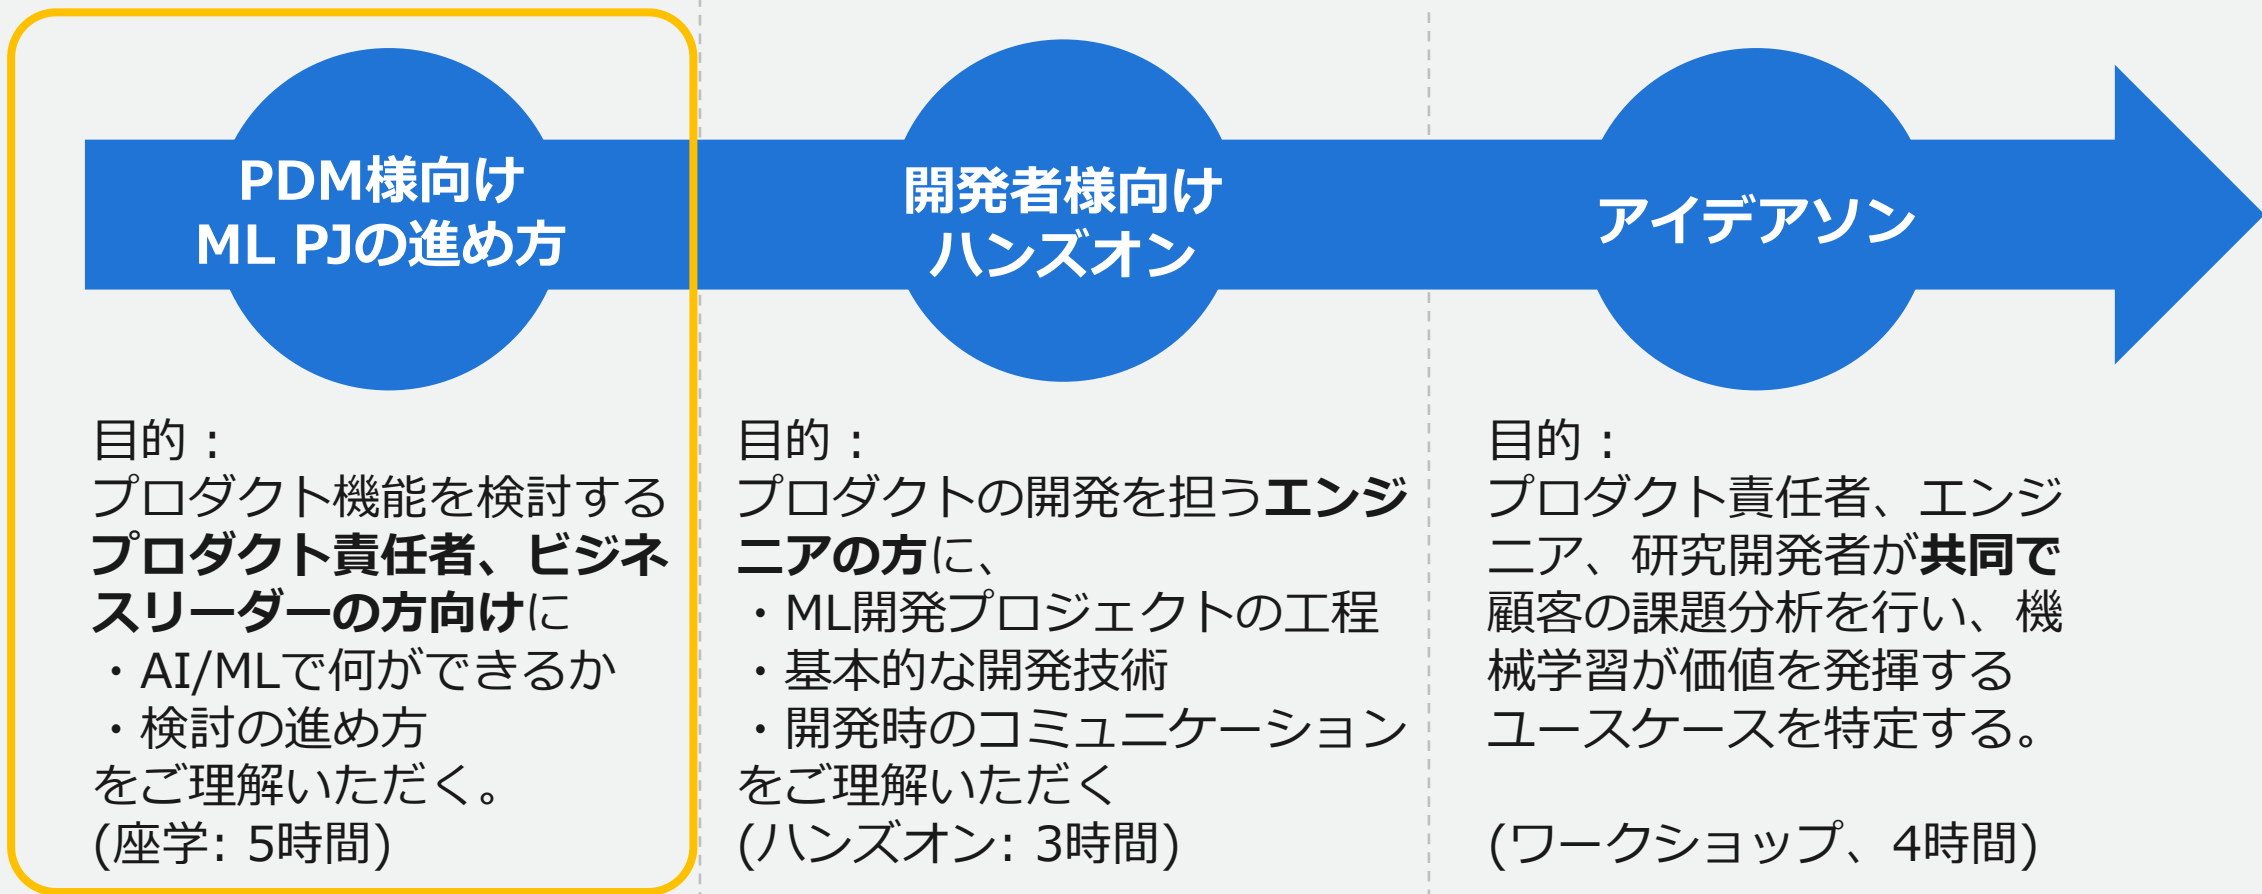 PDM様向け
ML PJの進め方
目的：
プロダクト機能を検討する
プロダクト責任者、ビジネ
スリーダーの方向けに
・AI/MLで何ができるか
・検討の進め方
をご理解いただく。
(座学: 5時間)
開発者様向け
ハンズオン
目的：
プロダクトの開発を担うエンジ
ニアの方に、
・ML開発プロジェクトの工程
・基本的な開発技術
・開発時のコミュニケーション
をご理解いただく
(ハンズオン: 3時間)
アイデアソン
目的：
プロダクト責任者、エンジ
ニア、研究開発者が共同で
顧客の課題分析を行い、機
械学習が価値を発揮する
ユースケースを特定する。
(ワークショップ、4時間)